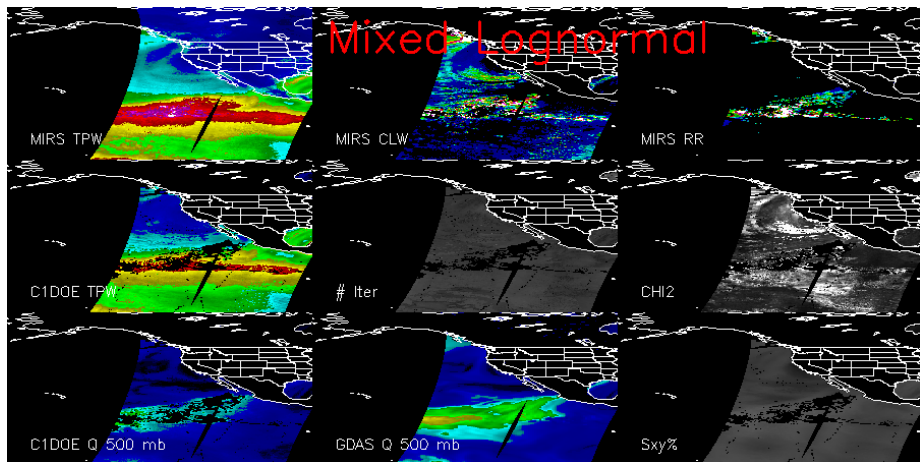 Mixed Lognormal
MIRS TPW
MIRS CLW
MIRS RR
C1DOE TPW
# Iter
CHI2
C1DOE Q 500 mb
GDAS Q 500 mb
Sxy%